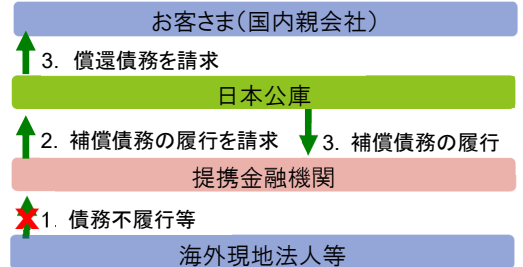 お客さま（国内親会社）
3. 償還債務を請求
日本公庫
2. 補償債務の履行を請求
3. 補償債務の履行
提携金融機関
1. 債務不履行等
海外現地法人等